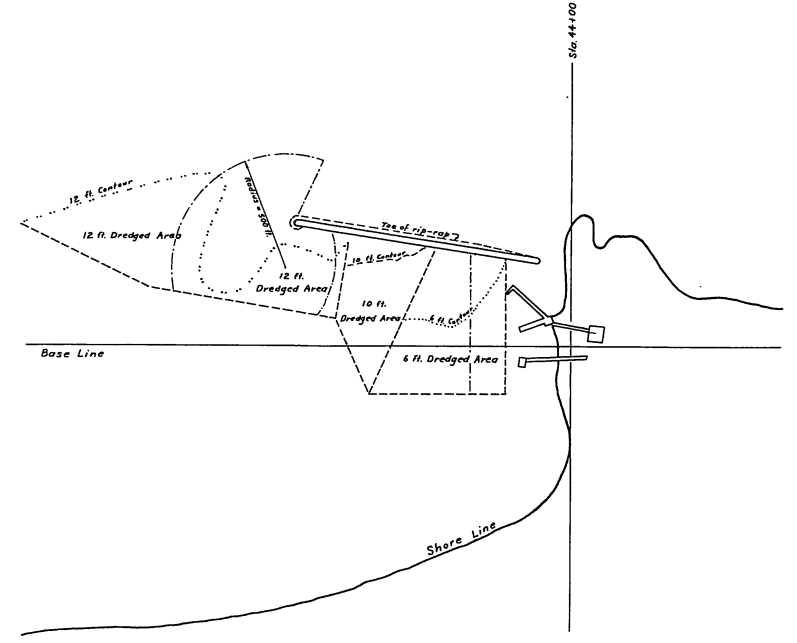 Sta. 44+00
12 ft. Contour
Radius = 500 ft.
12 ft. Dredged Area
Toe of rip-rap
10 ft. Contour
12 ft.
Dredged Area
10 ft.
Dredged Area
6 ft. Contour
Base Line
6 ft. Dredged Area
Shore Line